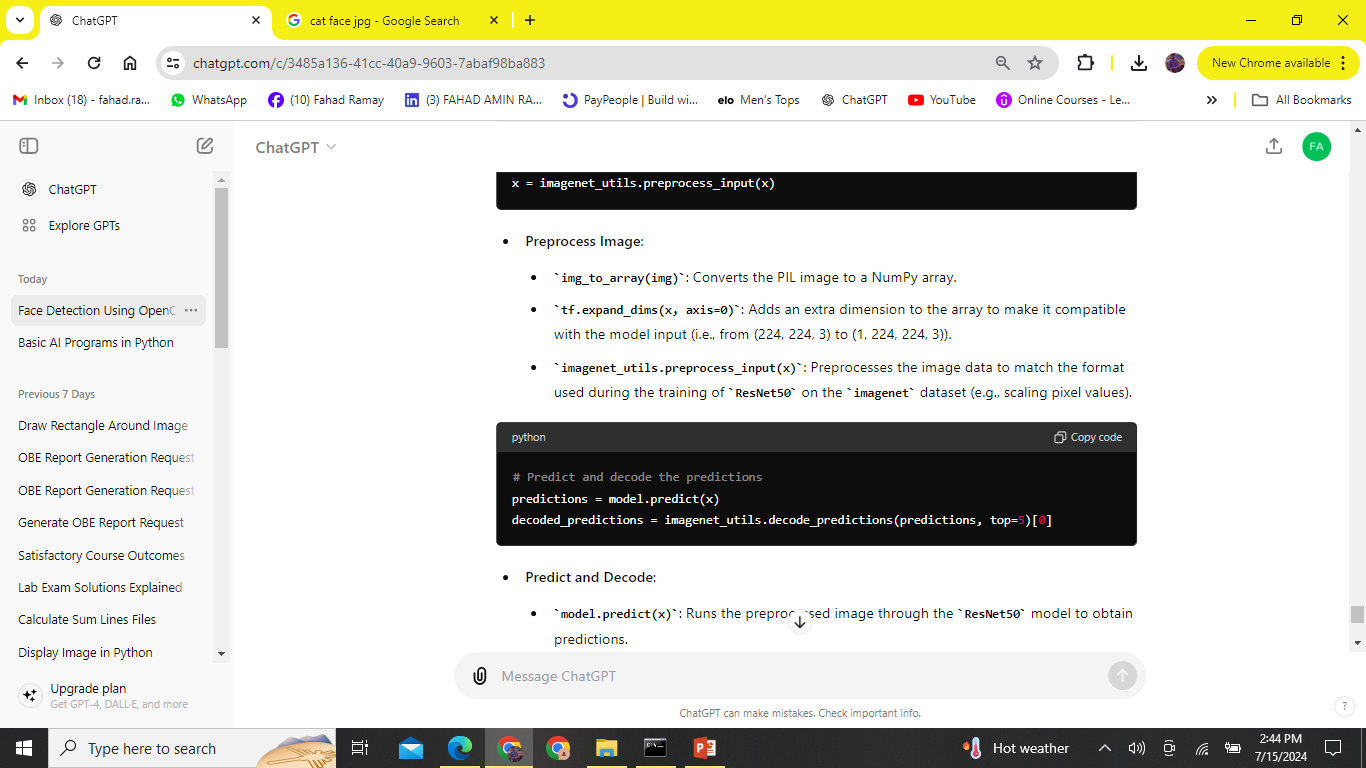 ChatGPT
cat face jpg - Google Search
chatgpt.com/c/3485a136-41cc-40a9-9603-7abaf98ba883
New Chrome available
Inbox (18) - fahad.ra...
WhatsApp
(10) Fahad Ramay
(3) FAHAD AMIN RA...
PayPeople | Build wi...
elo Men's Tops
ChatGPT
YouTube
Online Courses - Le...
All Bookmarks
ChatGPT
Explore GPTs
Today
Face Detection Using OpenC
Basic AI Programs in Python
Previous 7 Days
Draw Rectangle Around Image
OBE Report Generation Request
OBE Report Generation Request
Generate OBE Report Request
Satisfactory Course Outcomes
Lab Exam Solutions Explained
Calculate Sum Lines Files
Display Image in Python
Upgrade plan
Get GPT-4, DALL·E, and more
ChatGPT
FA
x = imagenet_utils.preprocess_input(x)
• Preprocess Image:
• `img_to_array(img)`: Converts the PIL image to a NumPy array.
• `tf.expand_dims(x, axis=0)`: Adds an extra dimension to the array to make it compatible
with the model input (i.e., from (224, 224, 3) to (1, 224, 224, 3)).
• `imagenet_utils.preprocess_input(x)`: Preprocesses the image data to match the format
used during the training of `ResNet50` on the `imagenet` dataset (e.g., scaling pixel values).
python
Copy code
# Predict and decode the predictions
predictions = model.predict(x)
decoded_predictions = imagenet_utils.decode_predictions(predictions, top=5)[0]
• Predict and Decode:
• `model.predict(x)`: Runs the preprocessed image through the `ResNet50` model to obtain
predictions.
Message ChatGPT
ChatGPT can make mistakes. Check important info.
?
Type here to search
Hot weather
2:44 PM
7/15/2024